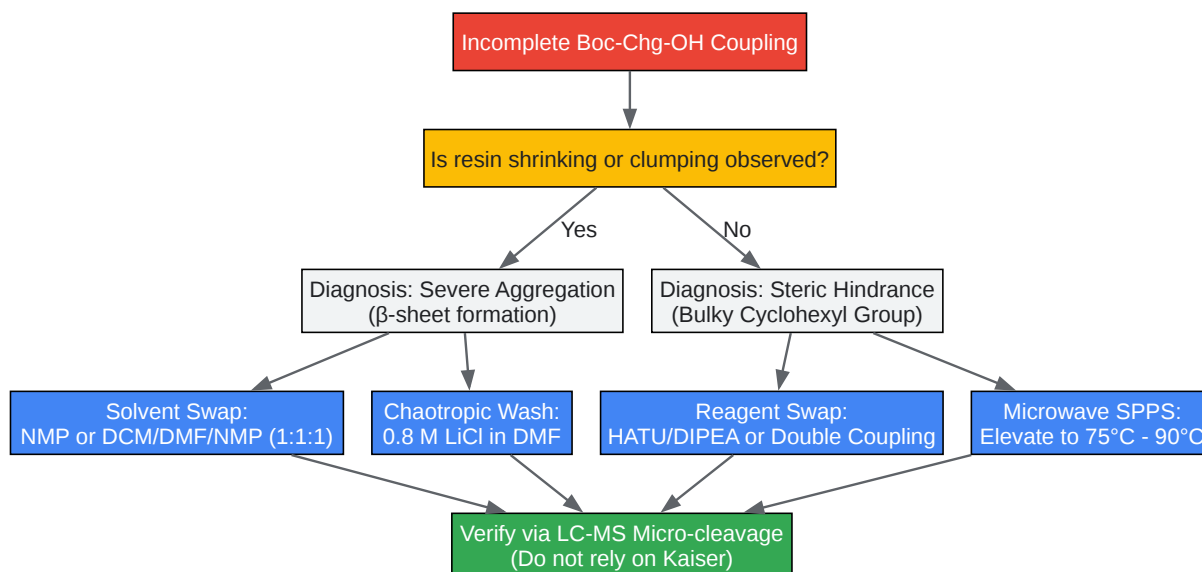 Incomplete Boc-Chg-OH Coupling
Is resin shrinking or clumping observed?
Yes
No
Diagnosis: Severe Aggregation
(β-sheet formation)
Diagnosis: Steric Hindrance
(Bulky Cyclohexyl Group)
Solvent Swap:
NMP or DCM/DMF/NMP (1:1:1)
Chaotropic Wash:
0.8 M LiCl in DMF
Reagent Swap:
HATU/DIPEA or Double Coupling
Microwave SPPS:
Elevate to 75°C - 90°C
Verify via LC-MS Micro-cleavage
(Do not rely on Kaiser)